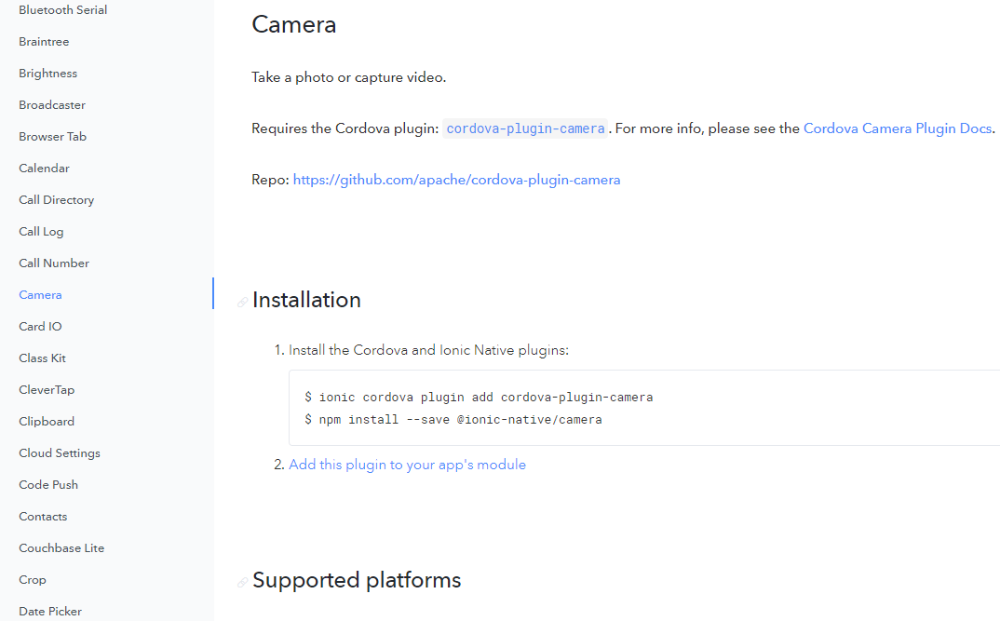 Bluetooth Serial
Braintree
Brightness
Broadcaster
Browser Tab
Calendar
Call Directory
Call Log
Call Number
Camera
Card IO
Class Kit
CleverTap
Clipboard
Cloud Settings
Code Push
Contacts
Couchbase Lite
Crop
Date Picker
Camera
Take a photo or capture video.
Requires the Cordova plugin: cordova-plugin-camera. For more info, please see the Cordova Camera Plugin Docs.
Repo: https://github.com/apache/cordova-plugin-camera
Installation
1. Install the Cordova and Ionic Native plugins:
$ ionic cordova plugin add cordova-plugin-camera
$ npm install --save @ionic-native/camera
2. Add this plugin to your app's module
Supported platforms